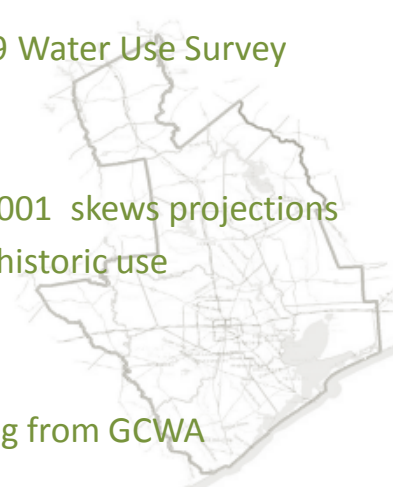 9 Water Use Survey
001 skews projections
historic use
g from GCWA